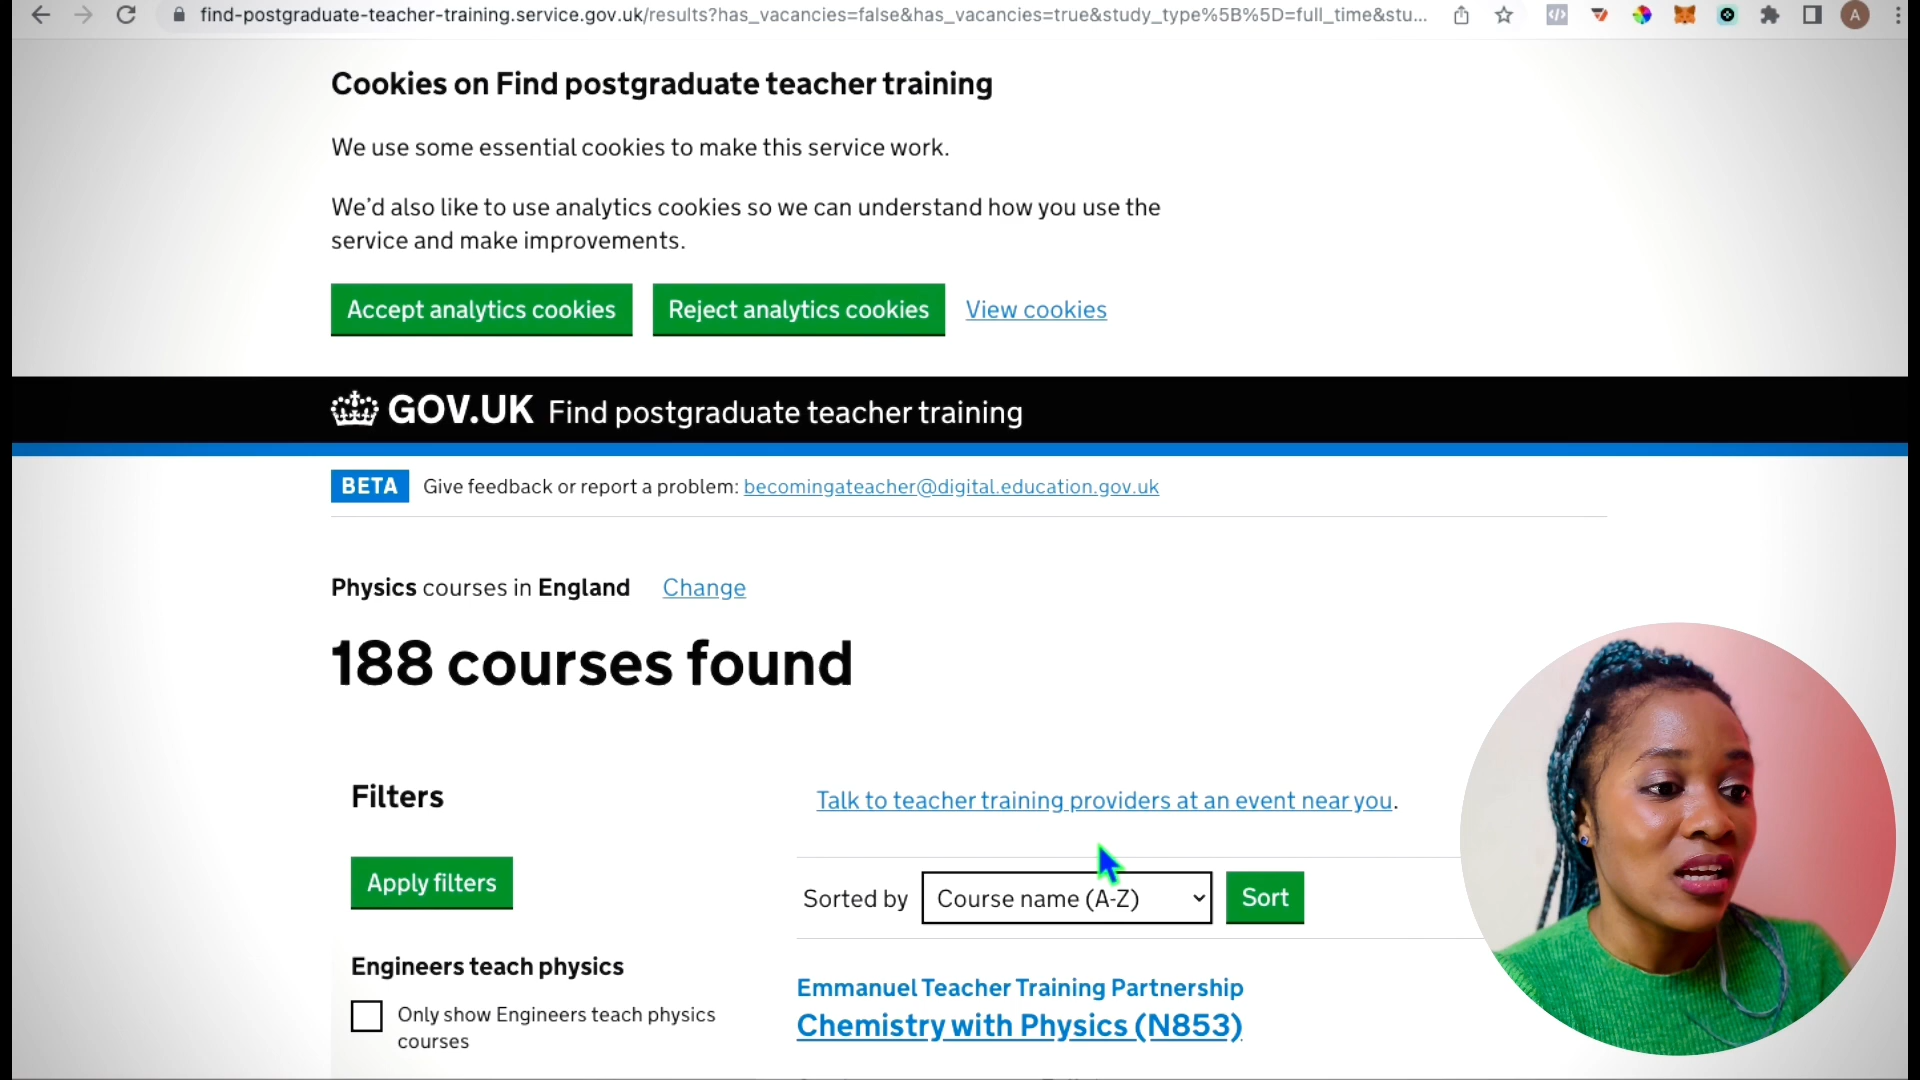 find-postgraduate-teacher-training.service.gov.uk/results?has_vacancies=false&has_vacancies=true&study_type%5B%5D=full_time&stu...
A
Cookies on Find postgraduate teacher training
We use some essential cookies to make this service work.
We'd also like to use analytics cookies so we can understand how you use the
service and make improvements.
Accept analytics cookies Reject analytics cookies View cookies
GOV.UK Find postgraduate teacher training
BETA Give feedback or report a problem: becomingateacher@digital.education.gov.uk
Physics courses in England Change
188 courses found
Filters
Talk to teacher training providers at an event near you.
Apply filters
Sorted by Course name (A-Z) Sort
Engineers teach physics
Only show Engineers teach physics
courses
Emmanuel Teacher Training Partnership
Chemistry with Physics (N853)